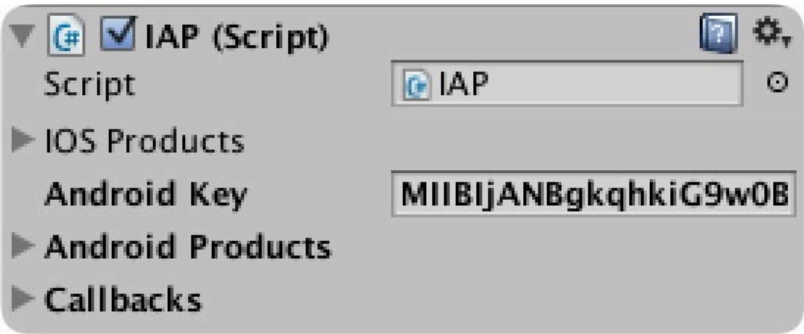 IAP (Script)
Script IAP
IOS Products
Android Key MIIBIjANBgkqhkiG9w0B
Android Products
Callbacks